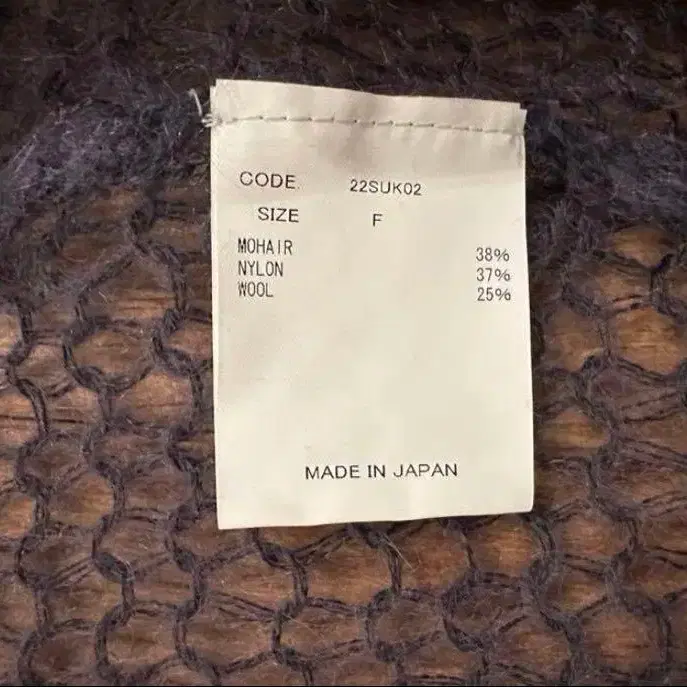 CODE. 22SUK02
SIZE F
MOHAIR 38%
NYLON 37%
WOOL 25%
MADE IN JAPAN